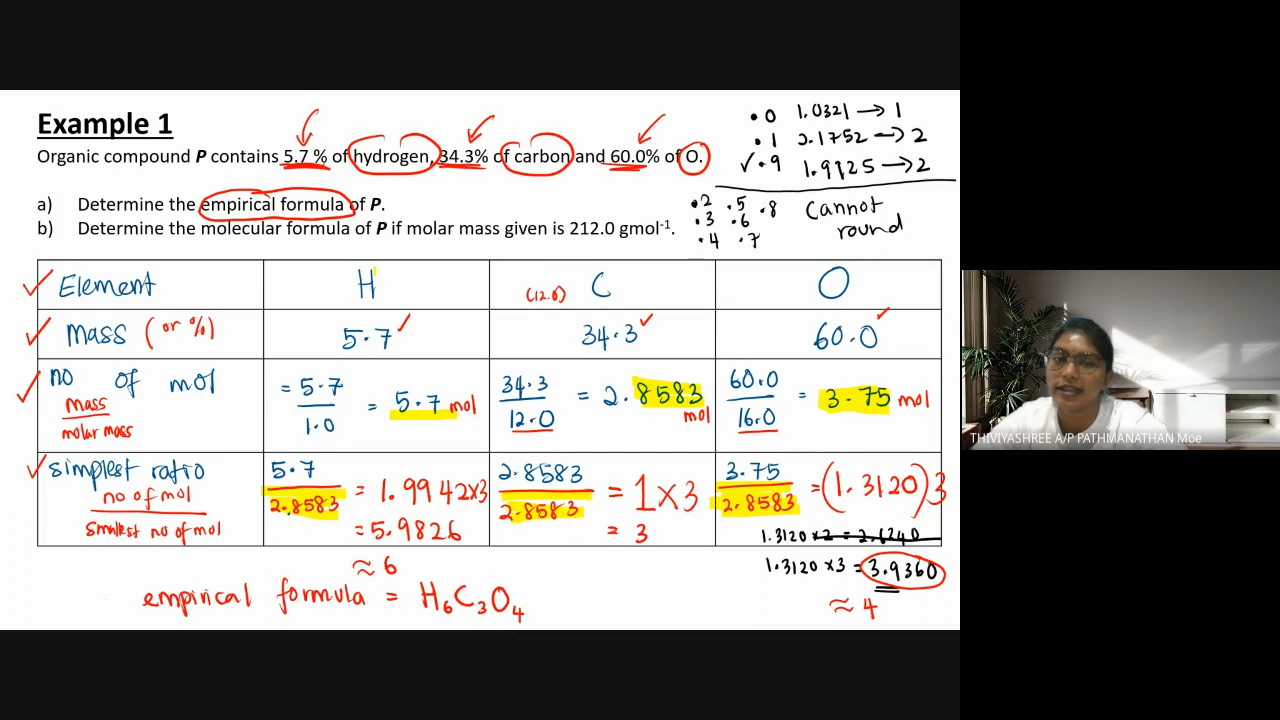 Example 1
Organic compound P contains 5.7 % of hydrogen, 34.3% of carbon and 60.0% of O.
a) Determine the empirical formula of P.
b) Determine the molecular formula of P if molar mass given is 212.0 gmol⁻¹.
.0 1.0321 → 1
.1 2.1752 → 2
✓ .9 1.9925 → 2
.2 .5 .8 Cannot
.3 .6 round
.4 .7
✓ Element H (12.0) C O
✓ Mass (or %) 5.7 ✓ 34.3 ✓ 60.0 ✓
✓ no of mol = 5.7 / 1.0 = 5.7 mol 34.3 / 12.0 = 2.8583 mol 60.0 / 16.0 = 3.75 mol
mass / molar mass
✓ simplest ratio 5.7 / 2.8583 = 1.9942x3 2.8583 / 2.8583 = 1 x 3 3.75 / 2.8583 = (1.3120)3
no of mol / smallest no of mol = 5.9826 = 3
1.3120 x2 = 2.6240
≈ 6 1.3120 x3 = 3.9360
empirical formula = H₆C₃O₄ ≈ 4
THIVIYASHREE A/P PATHMANATHAN Moe